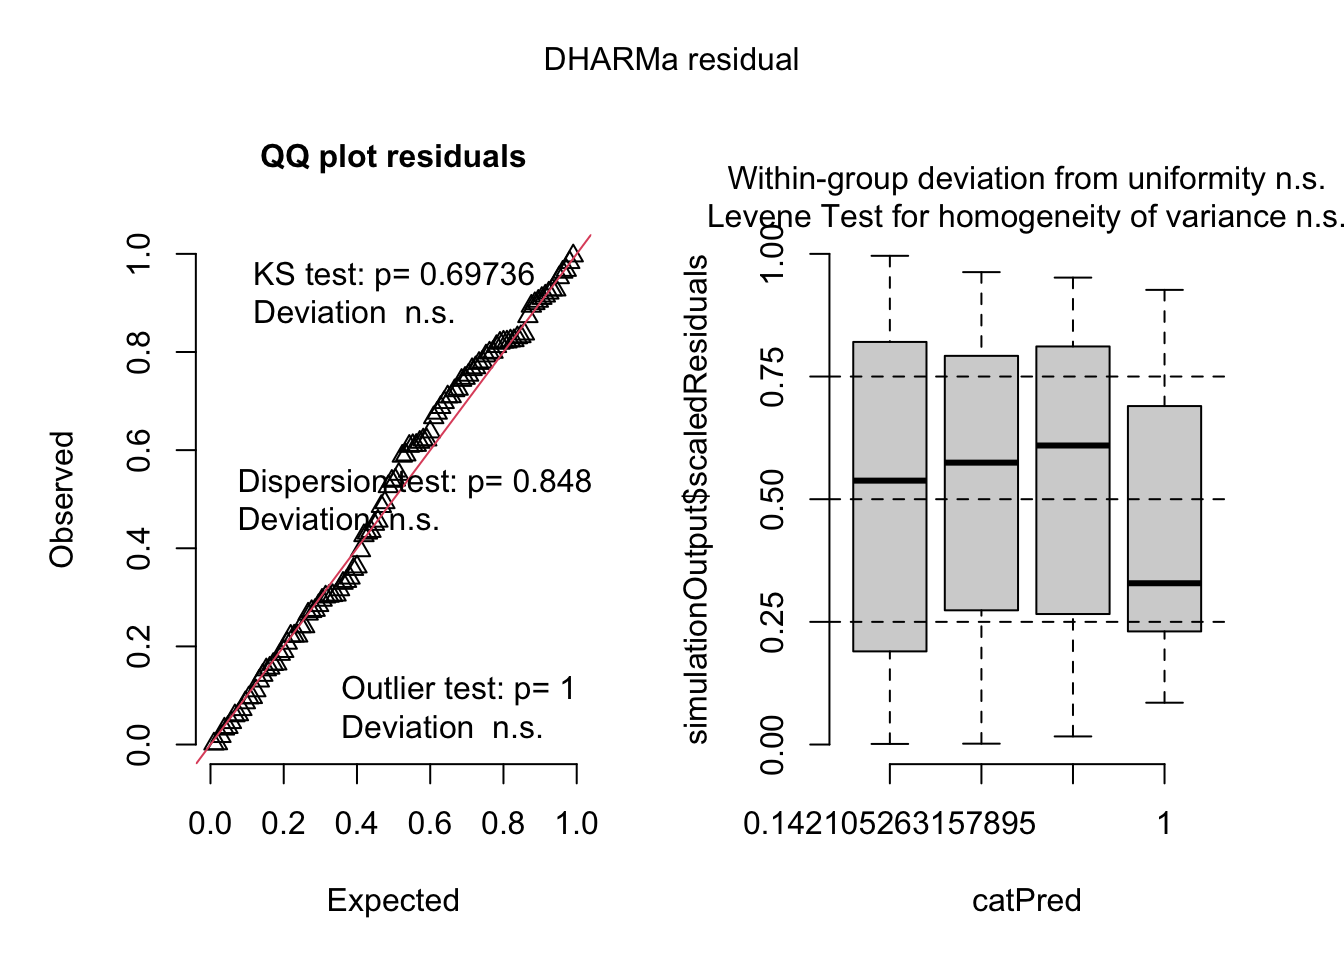 DHARMa residual
QQ plot residuals
KS test: p= 0.69736
Deviation  n.s.
Dispersion test: p= 0.848
Deviation n.s.
Outlier test: p= 1
Deviation  n.s.
Observed
0.0 0.2 0.4 0.6 0.8 1.0
0.0 0.2 0.4 0.6 0.8 1.0
Expected
Within-group deviation from uniformity n.s.
Levene Test for homogeneity of variance n.s.
simulationOutput$scaledResiduals
0.00 0.25 0.50 0.75 1.00
0.142105263157895 1
catPred